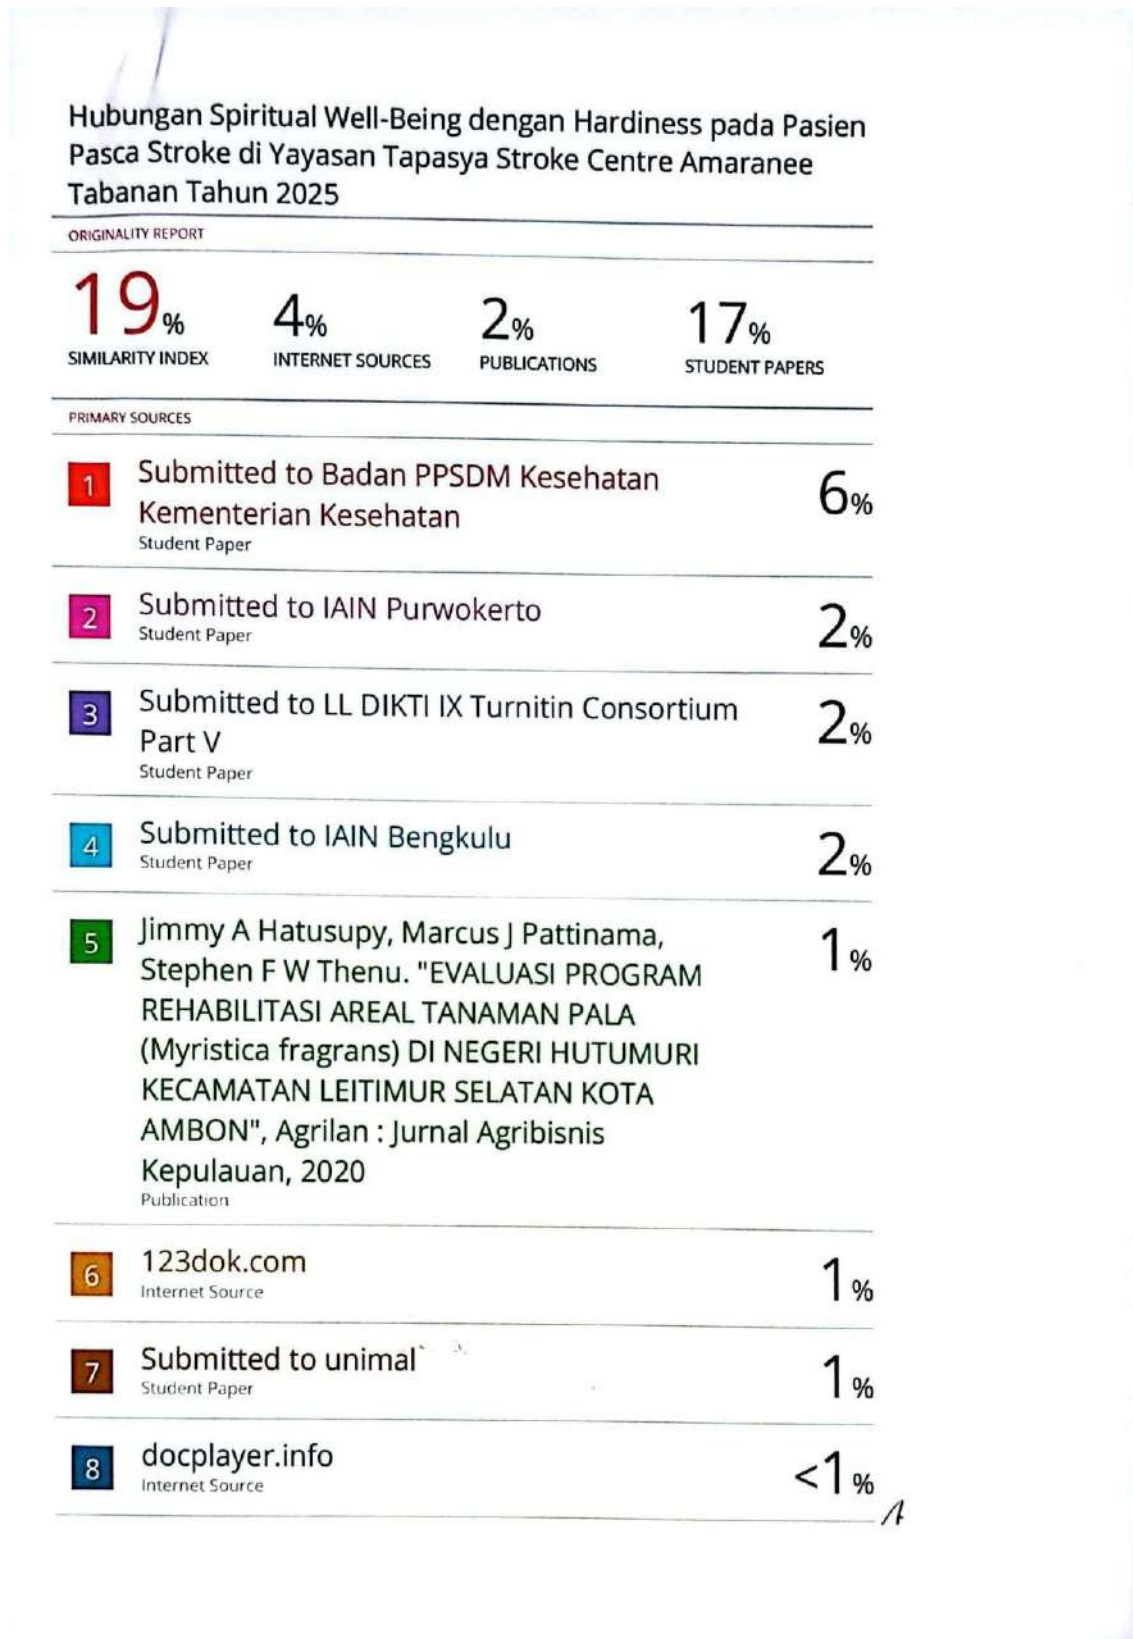 Hubungan Spiritual Well-Being dengan Hardiness pada Pasien
Pasca Stroke di Yayasan Tapasya Stroke Centre Amaranee
Tabanan Tahun 2025
ORIGINALITY REPORT
19% 4% 2% 17%
SIMILARITY INDEX INTERNET SOURCES PUBLICATIONS STUDENT PAPERS
PRIMARY SOURCES
1 Submitted to Badan PPSDM Kesehatan
Kementerian Kesehatan 6%
Student Paper
2 Submitted to IAIN Purwokerto 2%
Student Paper
3 Submitted to LL DIKTI IX Turnitin Consortium 2%
Part V
Student Paper
4 Submitted to IAIN Bengkulu 2%
Student Paper
5 Jimmy A Hatusupy, Marcus J Pattinama, 1%
Stephen F W Thenu. "EVALUASI PROGRAM
REHABILITASI AREAL TANAMAN PALA
(Myristica fragrans) DI NEGERI HUTUMURI
KECAMATAN LEITIMUR SELATAN KOTA
AMBON", Agrilan : Jurnal Agribisnis
Kepulauan, 2020
Publication
6 123dok.com 1%
Internet Source
7 Submitted to unimal 1%
Student Paper
8 docplayer.info <1%
Internet Source